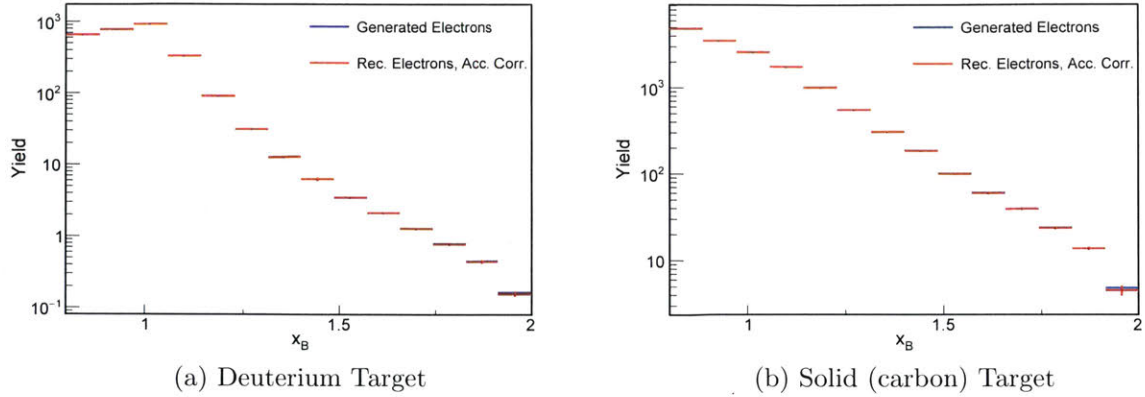 10³
10²
10
1
10⁻¹
Yield
Generated Electrons
Rec. Electrons, Acc. Corr.
1
1.5
2
x_B
(a) Deuterium Target
10³
10²
10
Yield
Generated Electrons
Rec. Electrons, Acc. Corr.
1
1.5
2
x_B
(b) Solid (carbon) Target